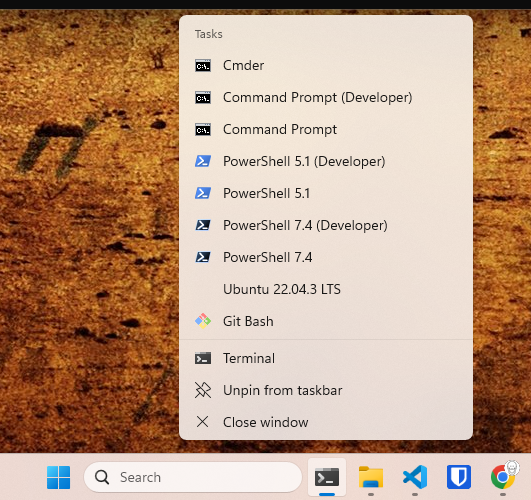 Tasks
Cmder
Command Prompt (Developer)
Command Prompt
PowerShell 5.1 (Developer)
PowerShell 5.1
PowerShell 7.4 (Developer)
PowerShell 7.4
Ubuntu 22.04.3 LTS
Git Bash
Terminal
Unpin from taskbar
Close window
Search